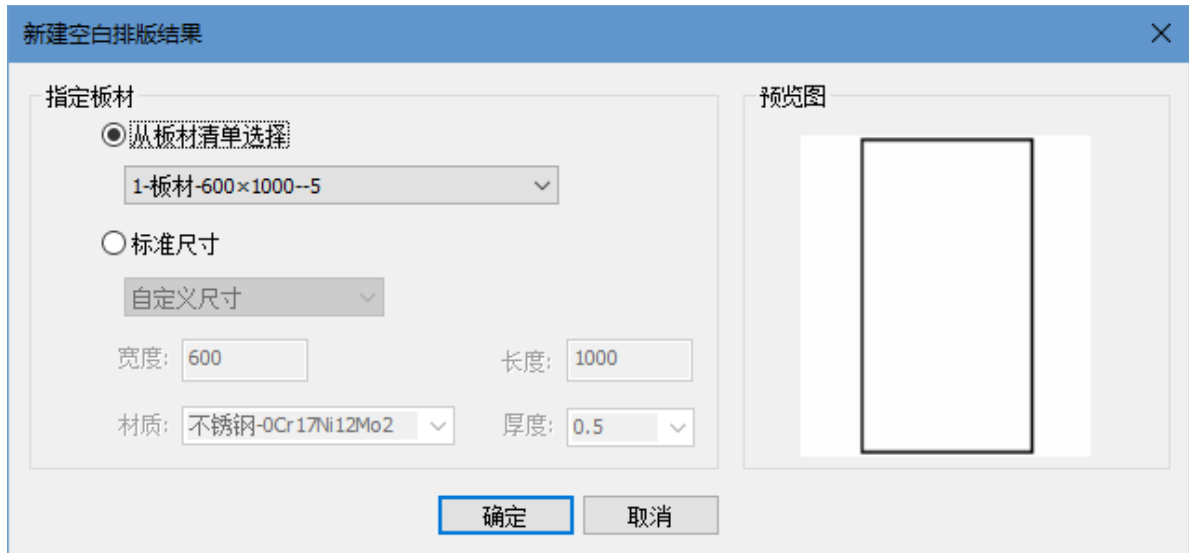 新建空白排版结果
指定板材
从板材清单选择
1-板材-600×1000--5
标准尺寸
自定义尺寸
宽度: 600 长度: 1000
材质: 不锈钢-0Cr17Ni12Mo2 厚度: 0.5
预览图
确定 取消